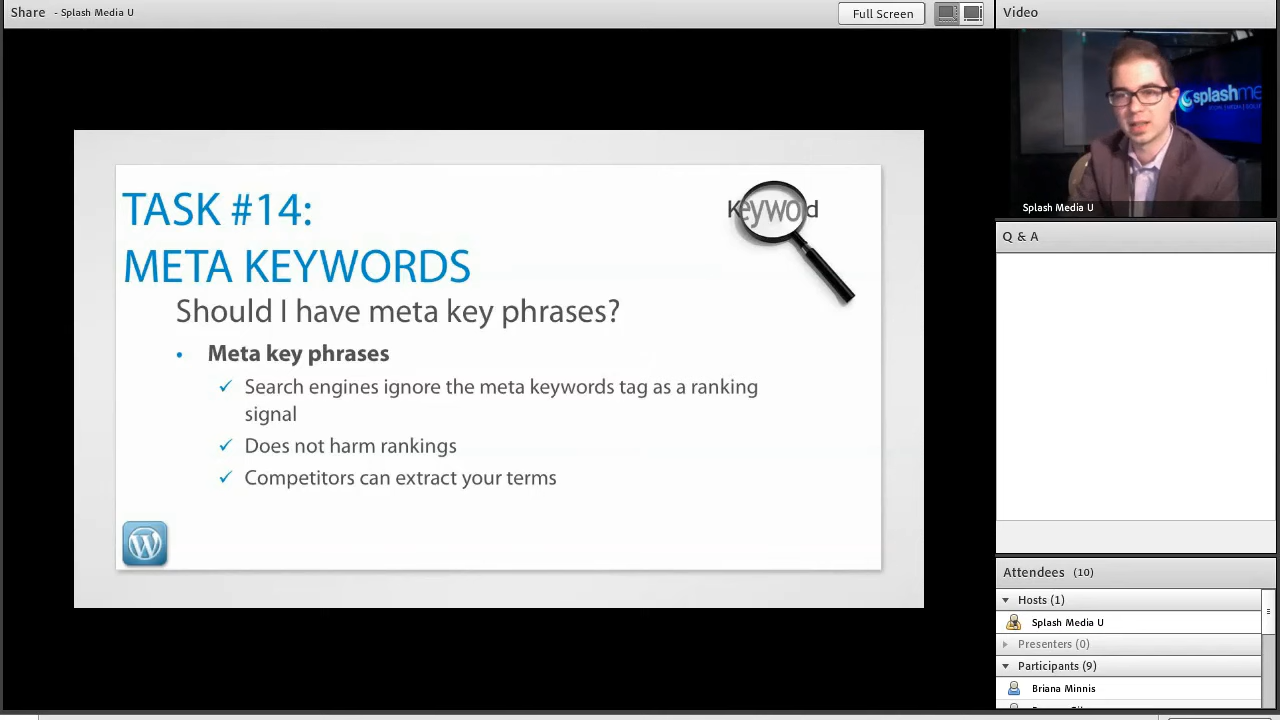 Share - Splash Media U
Full Screen
Video
splashme
Splash Media U
TASK #14:
META KEYWORDS
Keyword
Should I have meta key phrases?
• Meta key phrases
✓ Search engines ignore the meta keywords tag as a ranking
signal
✓ Does not harm rankings
✓ Competitors can extract your terms
Q & A
Attendees (10)
Hosts (1)
Splash Media U
Presenters (0)
Participants (9)
Briana Minnis